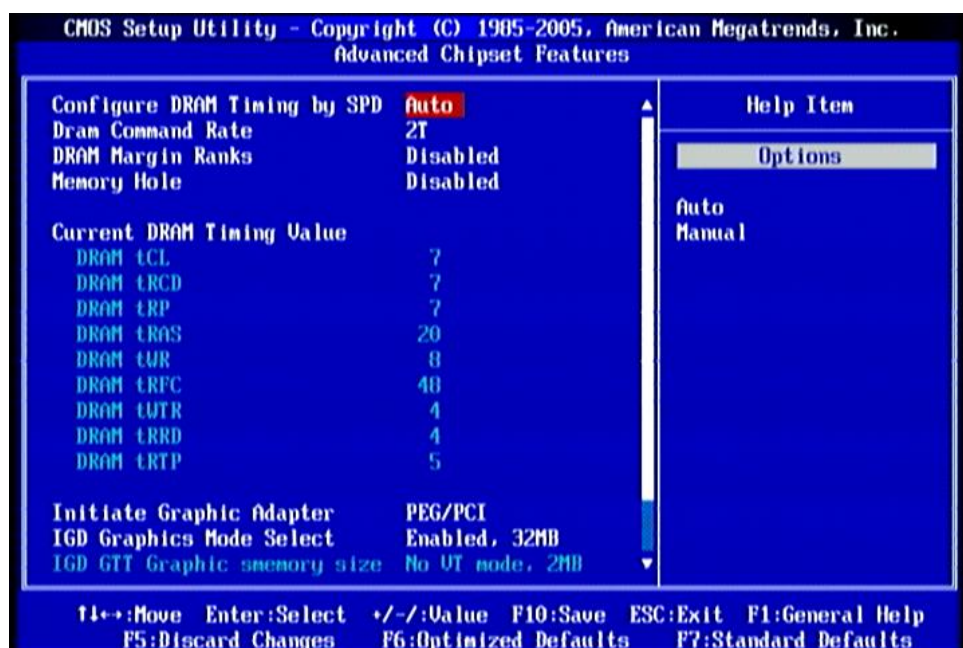 CMOS Setup Utility - Copyright (C) 1985-2005, American Megatrends, Inc.
Advanced Chipset Features
Configure DRAM Timing by SPD Auto
Dram Command Rate 2T
DRAM Margin Ranks Disabled
Memory Hole Disabled
Current DRAM Timing Value
DRAM tCL 7
DRAM tRCD 7
DRAM tRP 7
DRAM tRAS 20
DRAM tWR 8
DRAM tRFC 48
DRAM tWTR 4
DRAM tRRD 4
DRAM tRTP 5
Initiate Graphic Adapter PEG/PCI
IGD Graphics Mode Select Enabled, 32MB
IGD GTT Graphic smemory size No VT mode, 2MB
Help Item
Options
Auto
Manual
↑↓←→:Move Enter:Select +/-/:Value F10:Save ESC:Exit F1:General Help
F5:Discard Changes F6:Optimized Defaults F7:Standard Defaults